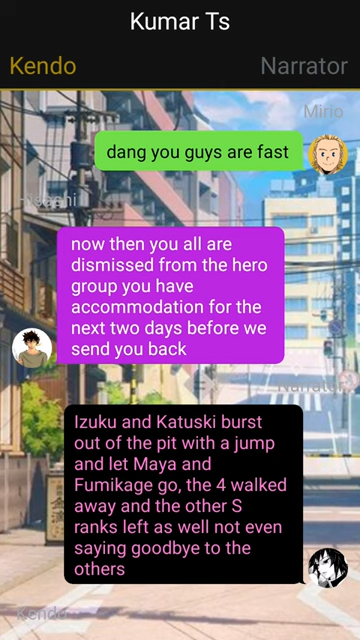 Kumar Ts
Kendo
Narrator
Mirio
dang you guys are fast
now then you all are
dismissed from the hero
group you have
accommodation for the
next two days before we
send you back
Narrator
Izuku and Katuski burst
out of the pit with a jump
and let Maya and
Fumikage go, the 4 walked
away and the other S
ranks left as well not even
saying goodbye to the
others
Kendo